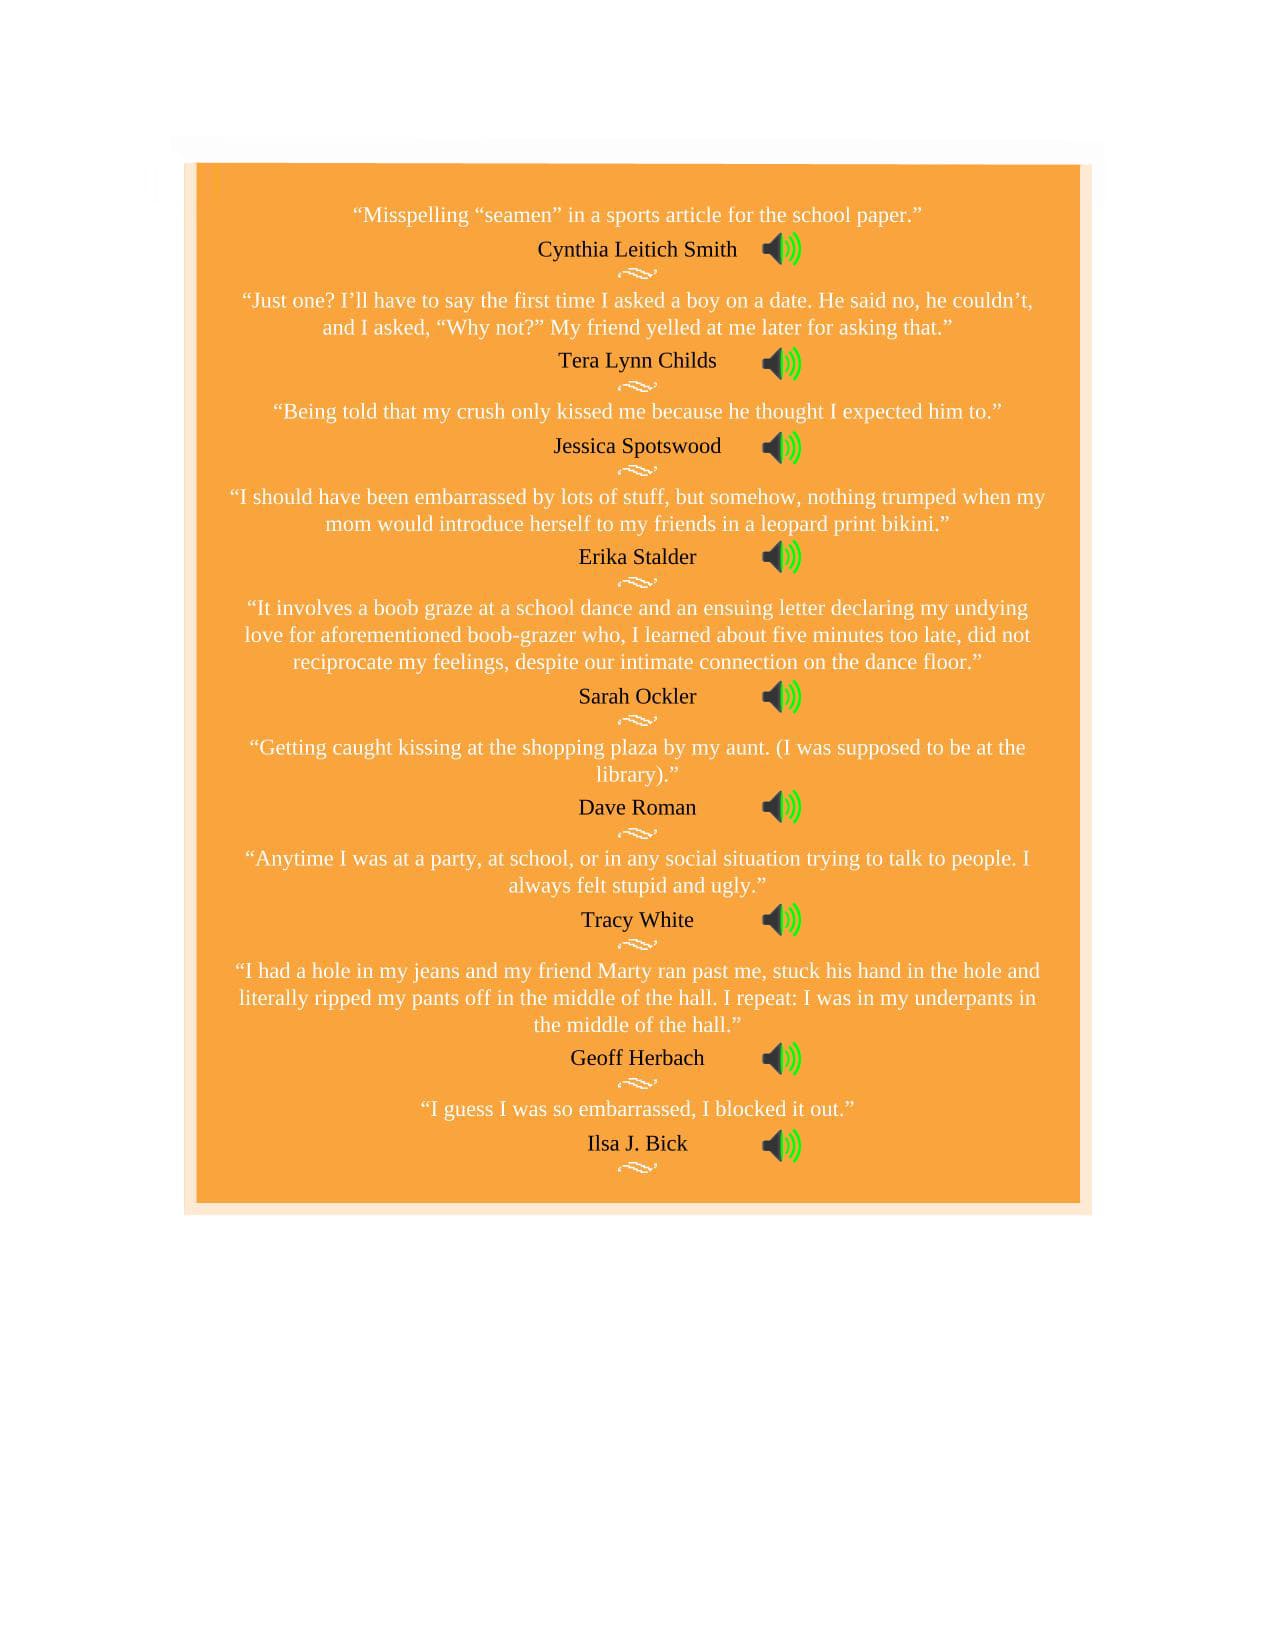 “Misspelling “seamen” in a sports article for the school paper.”
Cynthia Leitich Smith
“Just one? I’ll have to say the first time I asked a boy on a date. He said no, he couldn’t,
and I asked, “Why not?” My friend yelled at me later for asking that.”
Tera Lynn Childs
“Being told that my crush only kissed me because he thought I expected him to.”
Jessica Spotswood
“I should have been embarrassed by lots of stuff, but somehow, nothing trumped when my
mom would introduce herself to my friends in a leopard print bikini.”
Erika Stalder
“It involves a boob graze at a school dance and an ensuing letter declaring my undying
love for aforementioned boob-grazer who, I learned about five minutes too late, did not
reciprocate my feelings, despite our intimate connection on the dance floor.”
Sarah Ockler
“Getting caught kissing at the shopping plaza by my aunt. (I was supposed to be at the
library).”
Dave Roman
“Anytime I was at a party, at school, or in any social situation trying to talk to people. I
always felt stupid and ugly.”
Tracy White
“I had a hole in my jeans and my friend Marty ran past me, stuck his hand in the hole and
literally ripped my pants off in the middle of the hall. I repeat: I was in my underpants in
the middle of the hall.”
Geoff Herbach
“I guess I was so embarrassed, I blocked it out.”
Ilsa J. Bick